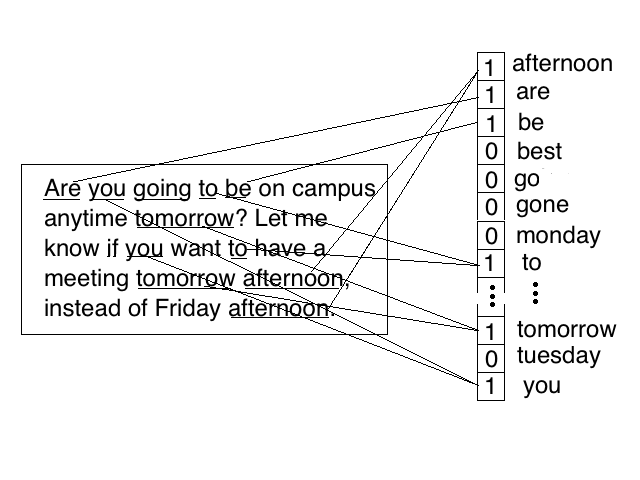 Are you going to be on campus
anytime tomorrow? Let me
know if you want to have a
meeting tomorrow afternoon,
instead of Friday afternoon.
1 afternoon
1 are
1 be
0 best
0 go
0 gone
0 monday
1 to
⋮ ⋮
1 tomorrow
0 tuesday
1 you